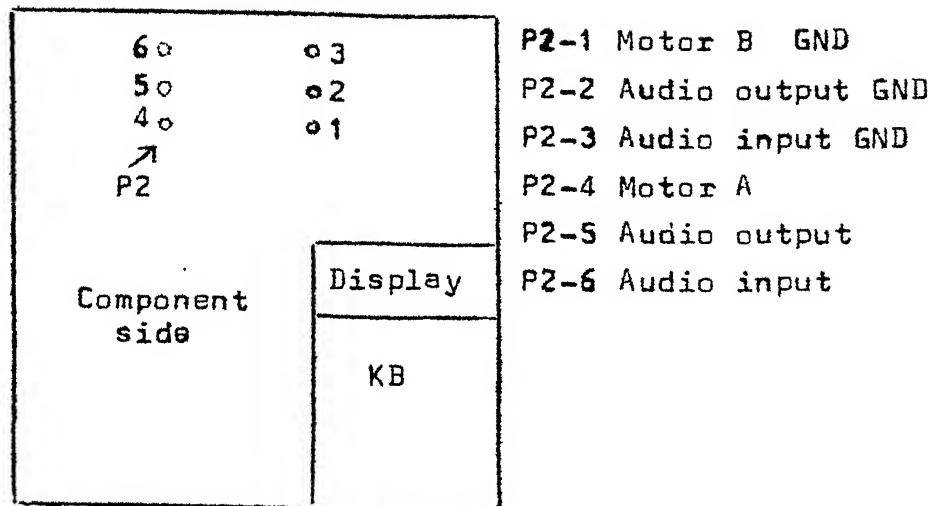 6 3
5 2
4 1
P2
Component
side
Display
KB
P2-1 Motor B GND
P2-2 Audio output GND
P2-3 Audio input GND
P2-4 Motor A
P2-5 Audio output
P2-6 Audio input